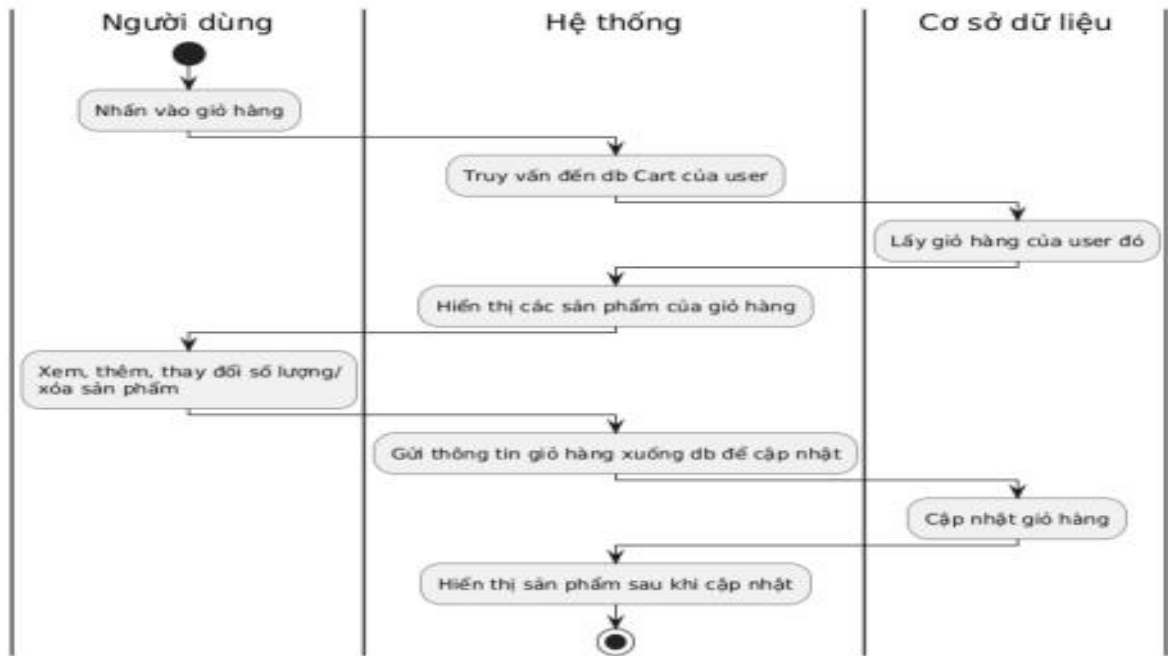 Người dùng
Hệ thống
Cơ sở dữ liệu
Nhấn vào giỏ hàng
Truy vấn đến db Cart của user
Lấy giỏ hàng của user đó
Hiển thị các sản phẩm của giỏ hàng
Xem, thêm, thay đổi số lượng/
xóa sản phẩm
Gửi thông tin giỏ hàng xuống db để cập nhật
Cập nhật giỏ hàng
Hiển thị sản phẩm sau khi cập nhật